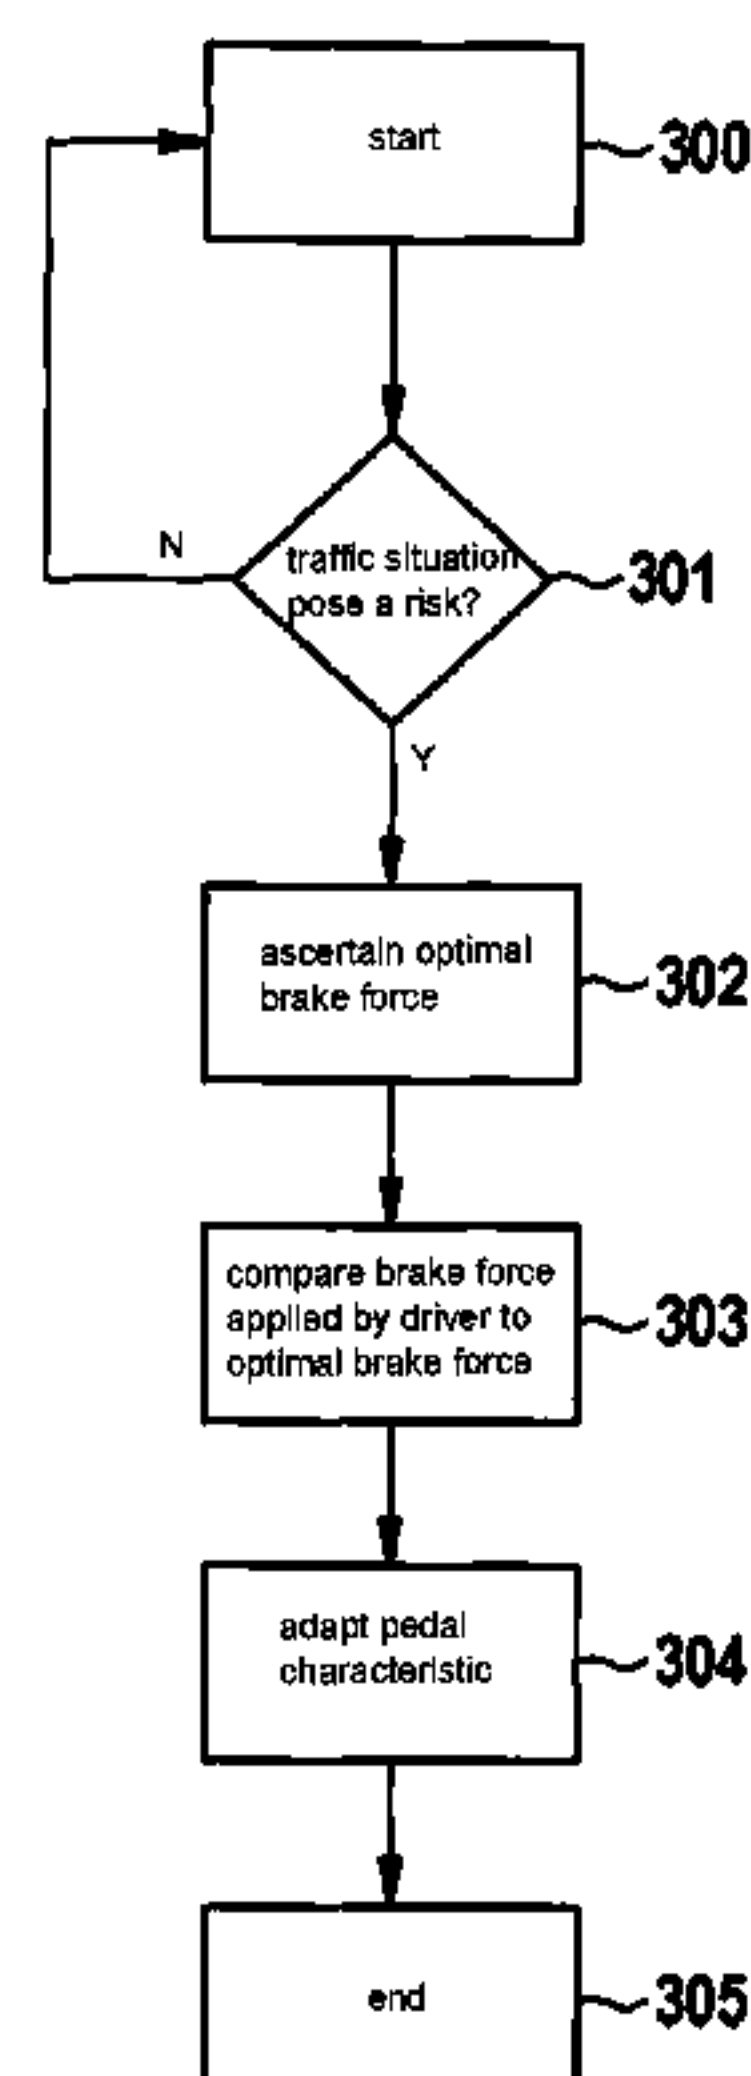 start
300
N
traffic situation
pose a risk?
301
Y
ascertain optimal
brake force
302
compare brake force
applied by driver to
optimal brake force
303
adapt pedal
characteristic
304
end
305